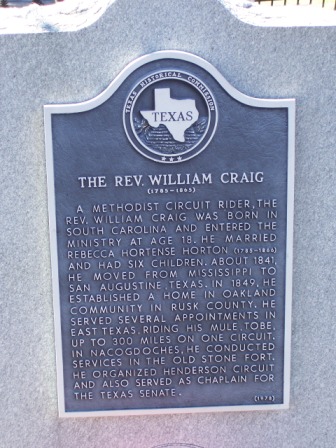 TEXAS HISTORICAL COMMISSION
TEXAS
THE REV. WILLIAM CRAIG
(1785-1865)
A METHODIST CIRCUIT RIDER, THE
REV. WILLIAM CRAIG WAS BORN IN
SOUTH CAROLINA AND ENTERED THE
MINISTRY AT AGE 18. HE MARRIED
REBECCA HORTENSE HORTON (1795-1866)
AND HAD SIX CHILDREN. ABOUT 1841,
HE MOVED FROM MISSISSIPPI TO
SAN AUGUSTINE, TEXAS. IN 1849, HE
ESTABLISHED A HOME IN OAKLAND
COMMUNITY IN RUSK COUNTY. HE
SERVED SEVERAL APPOINTMENTS IN
EAST TEXAS, RIDING HIS MULE, TOBE,
UP TO 300 MILES ON ONE CIRCUIT.
IN NACOGDOCHES, HE CONDUCTED
SERVICES IN THE OLD STONE FORT.
HE ORGANIZED HENDERSON CIRCUIT
AND ALSO SERVED AS CHAPLAIN FOR
THE TEXAS SENATE.
(1978)